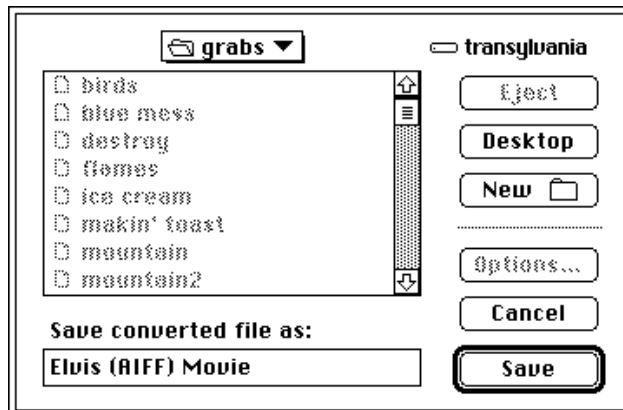 grabs
transylvania
birds
blue mess
destroy
flames
ice cream
makin' toast
mountain
mountain2
Eject
Desktop
New
Options...
Cancel
Save
Save converted file as:
Elvis (AIFF) Movie